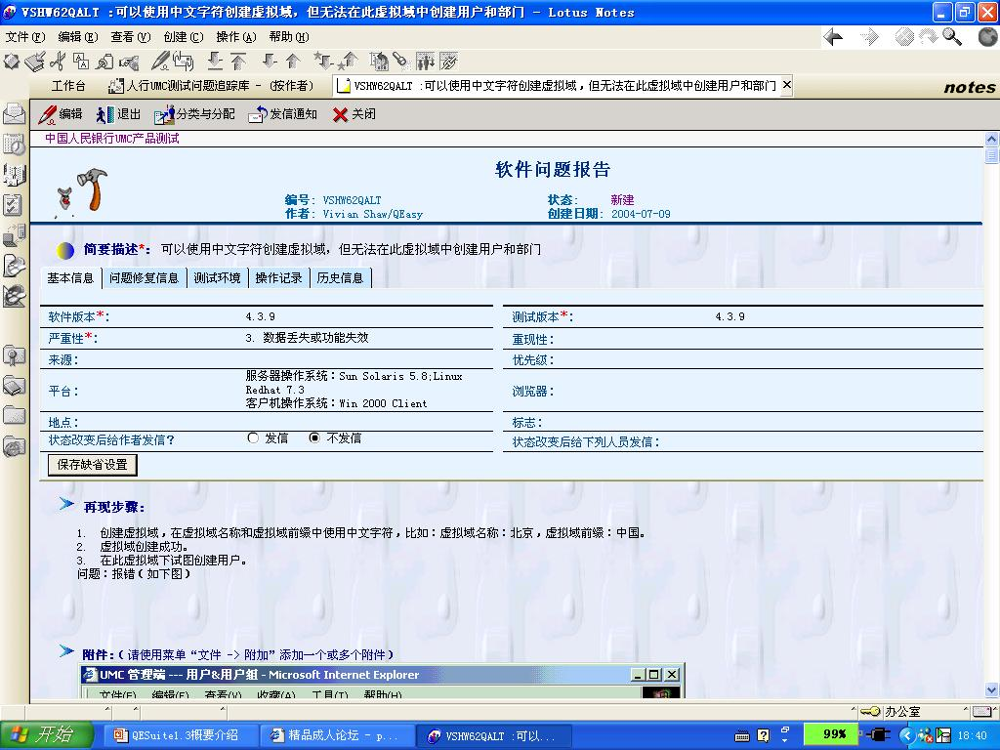 VSHW62QALT :可以使用中文字符创建虚拟域，但无法在此虚拟域中创建用户和部门 - Lotus Notes
文件(F) 编辑(E) 查看(V) 创建(C) 操作(A) 帮助(H)
工作台 人行UMC测试问题追踪库 - (按作者) VSHW62QALT :可以使用中文字符创建虚拟域，但无法在此虚拟域中创建用户和部门 notes
编辑 退出 分类与分配 发信通知 关闭
中国人民银行UMC产品测试
软件问题报告
编号: VSHW62QALT 状态: 新建
作者: Vivian Shaw/QEasy 创建日期: 2004-07-09
简要描述*: 可以使用中文字符创建虚拟域，但无法在此虚拟域中创建用户和部门
基本信息 问题修复信息 测试环境 操作记录 历史信息
软件版本*: 4.3.9 测试版本*: 4.3.9
严重性*: 3. 数据丢失或功能失效 重现性:
来源: 优先级:
平台: 服务器操作系统：Sun Solaris 5.8;Linux
Redhat 7.3
客户机操作系统：Win 2000 Client 浏览器:
地点: 标志:
状态改变后给作者发信? 发信 不发信 状态改变后给下列人员发信:
保存缺省设置
再现步骤:
1. 创建虚拟域，在虚拟域名称和虚拟域前缀中使用中文字符，比如：虚拟域名称：北京，虚拟域前缀：中国。
2. 虚拟域创建成功。
3. 在此虚拟域下试图创建用户。
问题：报错（如下图）
附件:（请使用菜单“文件 -> 附加”添加一个或多个附件）
UMC 管理端 --- 用户&用户组 - Microsoft Internet Explorer
文件(F) 编辑(E) 查看(V) 收藏(A) 工具(T) 帮助(H)
办公室
开始 QESuite1.3概要介绍 精品成人论坛 - p... VSHW62QALT :可以... 99% 18:40